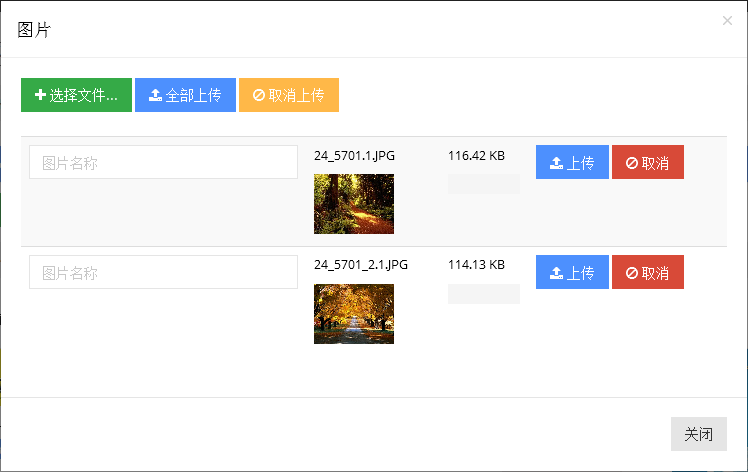 图片
×
选择文件... 全部上传 取消上传
图片名称 24_5701.1.JPG 116.42 KB 上传 取消
图片名称 24_5701_2.1.JPG 114.13 KB 上传 取消
关闭